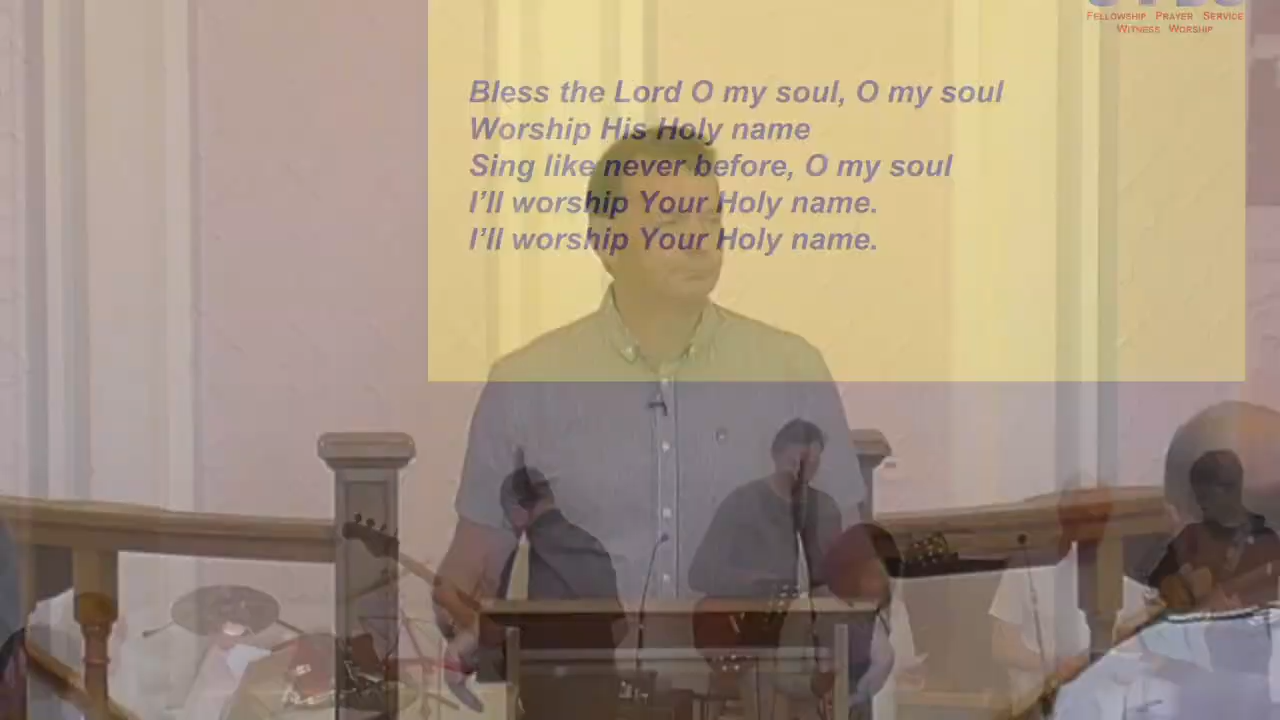 Fellowship Prayer Service
Witness Worship
Bless the Lord O my soul, O my soul
Worship His Holy name
Sing like never before, O my soul
I'll worship Your Holy name.
I'll worship Your Holy name.